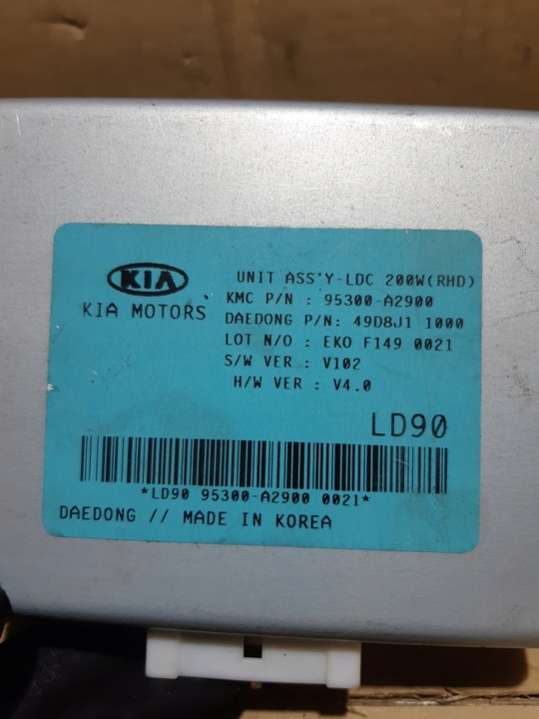 KIA
KIA MOTORS
UNIT ASS'Y-LDC 200W(RHD)
KMC P/N : 95300-A2900
DAEDONG P/N: 49D8J1 1000
LOT N/O : EKO F149 0021
S/W VER : V102
H/W VER : V4.0
LD90
*LD90 95300-A2900 0021*
DAEDONG // MADE IN KOREA